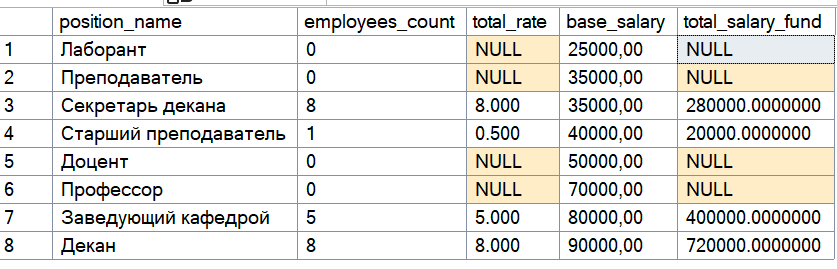 position_name employees_count total_rate base_salary total_salary_fund
1 Лаборант 0 NULL 25000,00 NULL
2 Преподаватель 0 NULL 35000,00 NULL
3 Секретарь декана 8 8.000 35000,00 280000.0000000
4 Старший преподаватель 1 0.500 40000,00 20000.0000000
5 Доцент 0 NULL 50000,00 NULL
6 Профессор 0 NULL 70000,00 NULL
7 Заведующий кафедрой 5 5.000 80000,00 400000.0000000
8 Декан 8 8.000 90000,00 720000.0000000